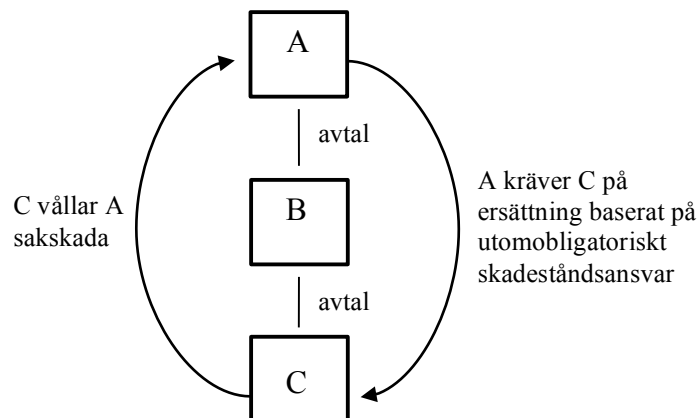 A
avtal
C vållar A
sakskada
B
A kräver C på
ersättning baserat på
utomobligatoriskt
skadeståndsansvar
avtal
C